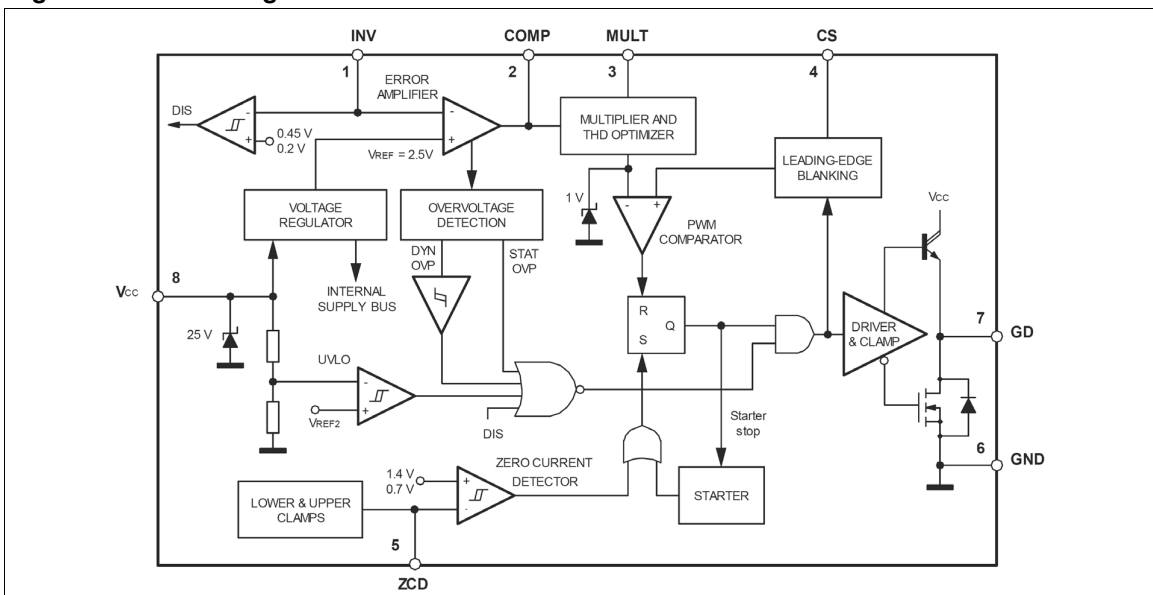 INV
COMP
MULT
CS
1
2
3
4
ERROR
AMPLIFIER
DIS
-
+
0.45 V
0.2 V
-
+
VREF = 2.5V
MULTIPLIER AND
THD OPTIMIZER
LEADING-EDGE
BLANKING
VOLTAGE
REGULATOR
OVERVOLTAGE
DETECTION
1 V
-
+
PWM
COMPARATOR
Vcc
DYN
OVP
STAT
OVP
INTERNAL
SUPPLY BUS
8
Vcc
25 V
R
S
Q
DRIVER
& CLAMP
7
GD
UVLO
-
+
VREF2
DIS
Starter
stop
6
GND
ZERO CURRENT
DETECTOR
1.4 V
0.7 V
+
-
LOWER & UPPER
CLAMPS
STARTER
5
ZCD